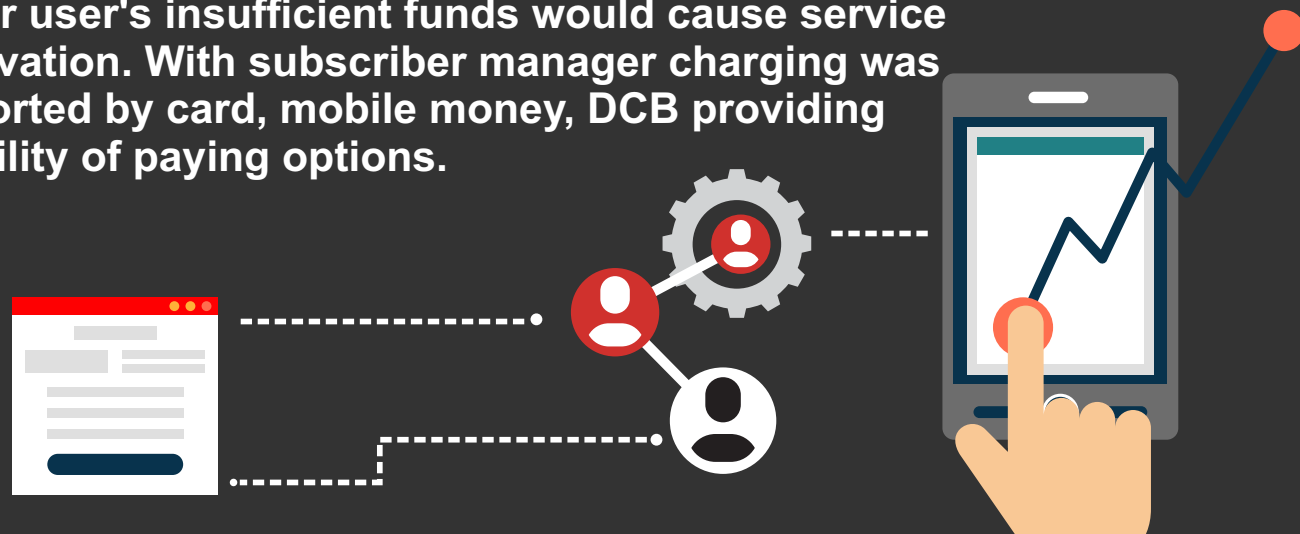 r user's insufficient funds would cause service
vation. With subscriber manager charging was
orted by card, mobile money, DCB providing
ility of paying options.